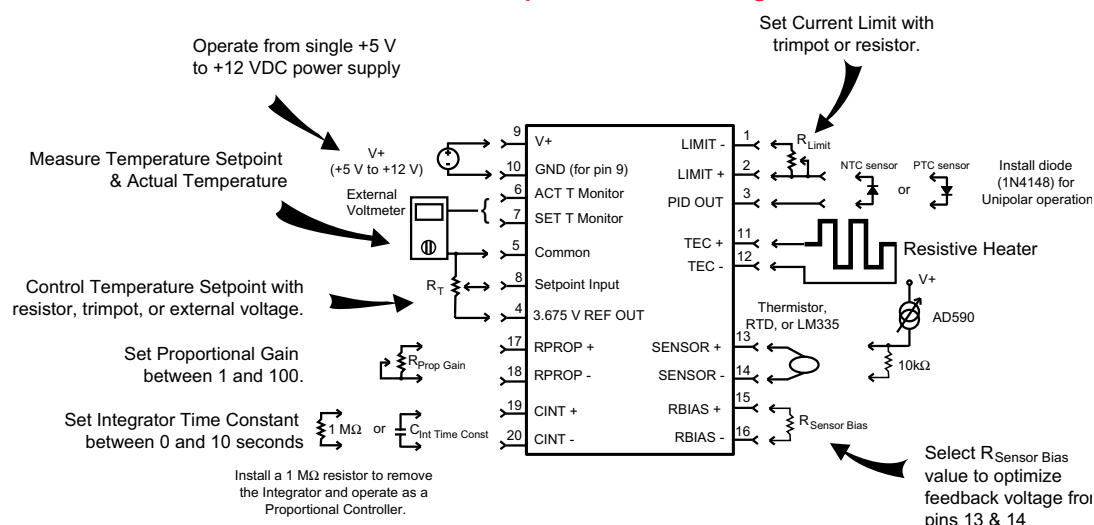 Set Current Limit with
trimpot or resistor.
Operate from single +5 V
to +12 VDC power supply
Measure Temperature Setpoint
& Actual Temperature
V+
(+5 V to +12 V)
External
Voltmeter
Control Temperature Setpoint with
resistor, trimpot, or external voltage.
R_T
Set Proportional Gain
between 1 and 100.
R_Prop Gain
Set Integrator Time Constant
between 0 and 10 seconds
1 MΩ or C_Int Time Const
Install a 1 MΩ resistor to remove
the Integrator and operate as a
Proportional Controller.
9 V+
10 GND (for pin 9)
6 ACT T Monitor
7 SET T Monitor
5 Common
8 Setpoint Input
4 3.675 V REF OUT
17 RPROP +
18 RPROP -
19 CINT +
20 CINT -
LIMIT - 1
LIMIT + 2
PID OUT 3
TEC + 11
TEC - 12
SENSOR + 13
SENSOR - 14
RBIAS + 15
RBIAS - 16
R_Limit
NTC sensor or PTC sensor
Install diode
(1N4148) for
Unipolar operation
Resistive Heater
V+
AD590
10kΩ
Thermistor,
RTD, or LM335
R_Sensor Bias
Select R_Sensor Bias
value to optimize
feedback voltage from
pins 13 & 14